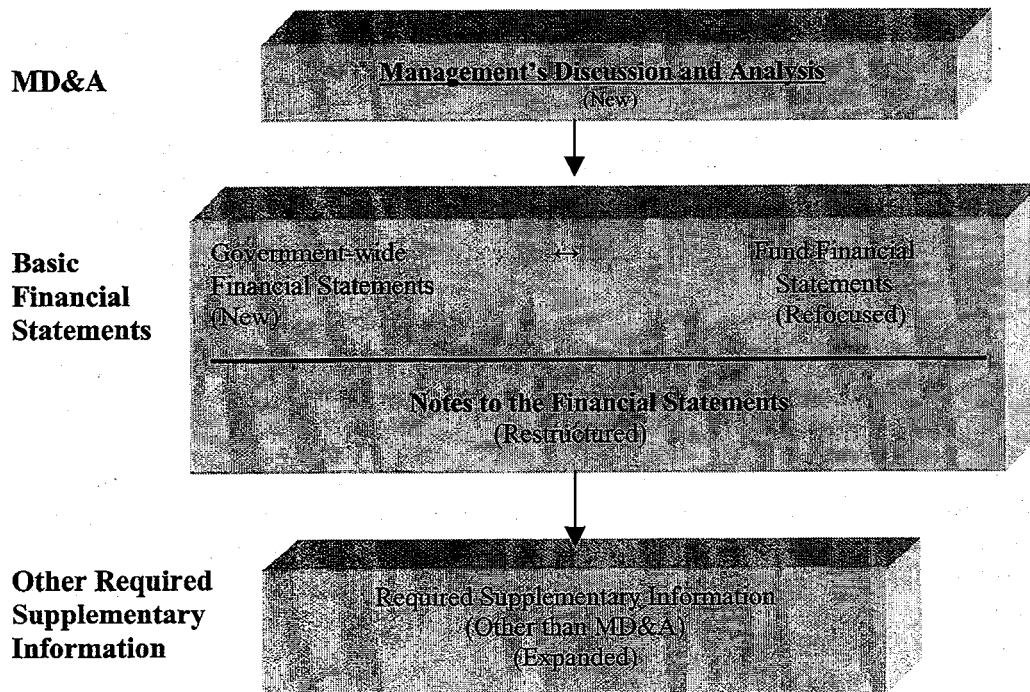 MD&A
Management's Discussion and Analysis
(New)
Basic
Financial
Statements
Government-wide
Financial Statements
(New)
↔
Fund Financial
Statements
(Refocused)
Notes to the Financial Statements
(Restructured)
Other Required
Supplementary
Information
Required Supplementary Information
(Other than MD&A)
(Expanded)